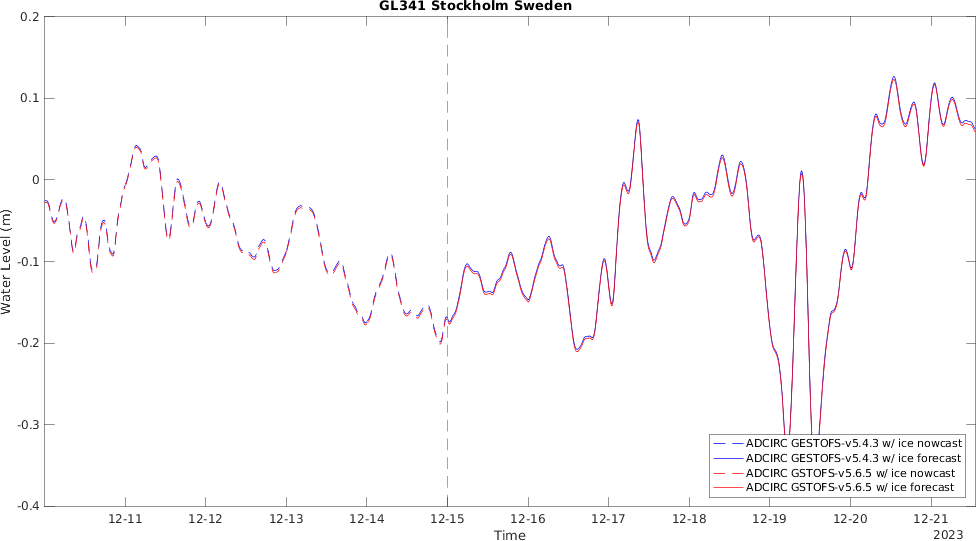 GL341 Stockholm Sweden
Water Level (m)
0.2
0.1
0
-0.1
-0.2
-0.3
-0.4
ADCIRC GESTOFS-v5.4.3 w/ ice nowcast
ADCIRC GESTOFS-v5.4.3 w/ ice forecast
ADCIRC GSTOFS-v5.6.5 w/ ice nowcast
ADCIRC GSTOFS-v5.6.5 w/ ice forecast
12-11 12-12 12-13 12-14 12-15 12-16 12-17 12-18 12-19 12-20 12-21
Time
2023